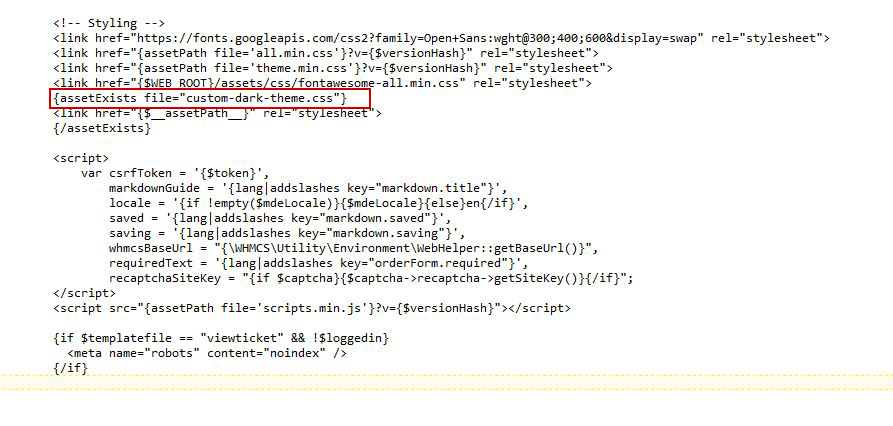 <!-- Styling -->
<link href="https://fonts.googleapis.com/css2?family=Open+Sans:wght@300;400;600&display=swap" rel="stylesheet">
<link href="{assetPath file='all.min.css'}?v={$versionHash}" rel="stylesheet">
<link href="{assetPath file='theme.min.css'}?v={$versionHash}" rel="stylesheet">
<link href="{$WEB_ROOT}/assets/css/fontawesome-all.min.css" rel="stylesheet">
{assetExists file="custom-dark-theme.css"}
<link href="{$__assetPath__}" rel="stylesheet">
{/assetExists}
<script>
var csrfToken = '{$token}',
markdownGuide = '{lang|addslashes key="markdown.title"}',
locale = '{if !empty($mdeLocale)}{$mdeLocale}{else}en{/if}',
saved = '{lang|addslashes key="markdown.saved"}',
saving = '{lang|addslashes key="markdown.saving"}',
whmcsBaseUrl = "{\WHMCS\Utility\Environment\WebHelper::getBaseUrl()}",
requiredText = '{lang|addslashes key="orderForm.required"}',
recaptchaSiteKey = "{if $captcha}{$captcha->recaptcha->getSiteKey()}{/if}";
</script>
<script src="{assetPath file='scripts.min.js'}?v={$versionHash}"></script>
{if $templatefile == "viewticket" && !$loggedin}
<meta name="robots" content="noindex" />
{/if}